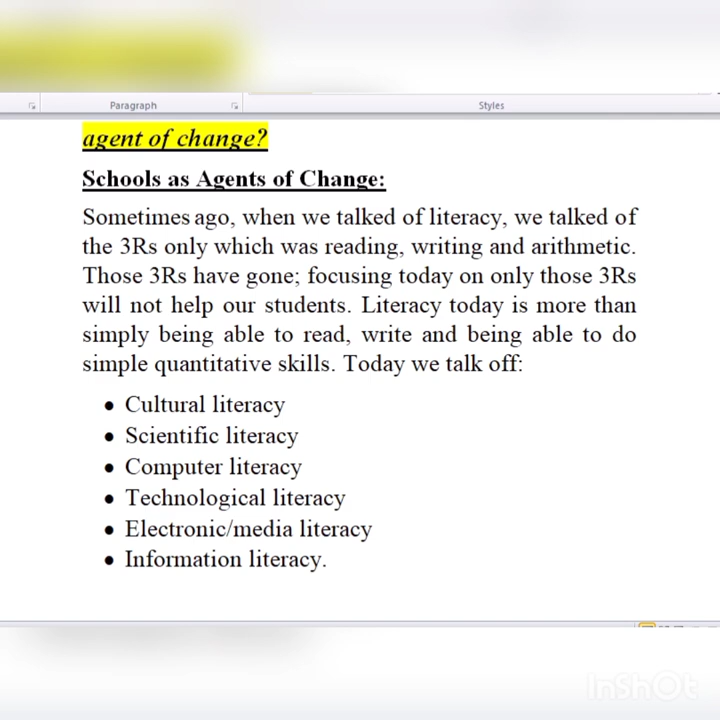 Paragraph
Styles
agent of change?
Schools as Agents of Change:
Sometimes ago, when we talked of literacy, we talked of
the 3Rs only which was reading, writing and arithmetic.
Those 3Rs have gone; focusing today on only those 3Rs
will not help our students. Literacy today is more than
simply being able to read, write and being able to do
simple quantitative skills. Today we talk off:
• Cultural literacy
• Scientific literacy
• Computer literacy
• Technological literacy
• Electronic/media literacy
• Information literacy.
InShOt